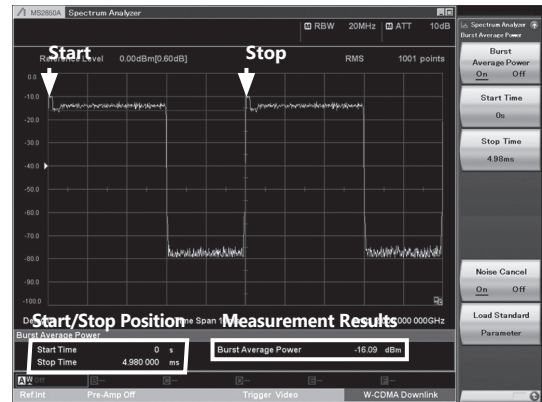 MS2850A Spectrum Analyzer
RBW 20MHz ATT 10dB
Start
Stop
Reference Level 0.00dBm[0.60dB] RMS 1001 points
0.0
-10.0
-20.0
-30.0
-40.0
-50.0
-60.0
-70.0
-80.0
-90.0
-100.0
Start/Stop Position
Time Span
Measurement Results
000 000GHz
Burst Average Power
Start Time 0 s
Stop Time 4.980 000 ms
Burst Average Power -16.09 dBm
Ref.Int Pre-Amp Off Trigger Video W-CDMA Downlink
Spectrum Analyzer
Burst Average Power
Burst
Average Power
On Off
Start Time
0s
Stop Time
4.98ms
Noise Cancel
On Off
Load Standard
Parameter